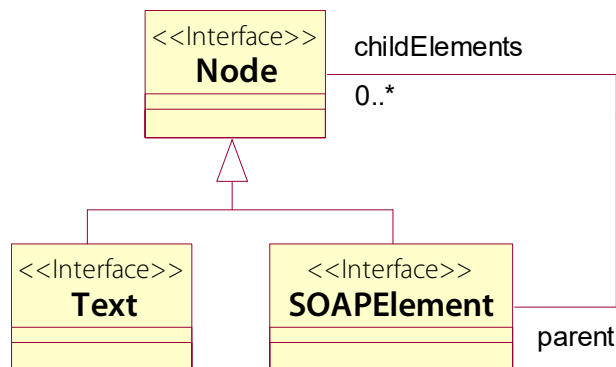 <<Interface>>
Node
childElements
0..*
<<Interface>>
Text
<<Interface>>
SOAPElement
parent